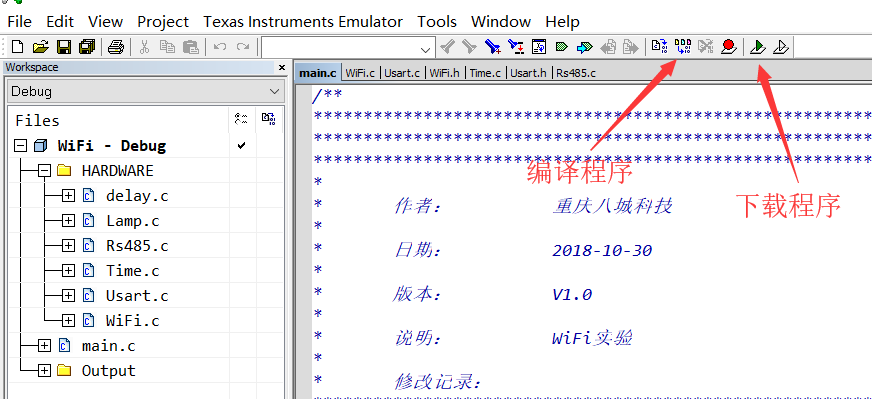 File Edit View Project Texas Instruments Emulator Tools Window Help
Workspace
main.c WiFi.c Usart.c WiFi.h Time.c Usart.h Rs485.c
Debug
Files
WiFi - Debug
HARDWARE
delay.c
Lamp.c
Rs485.c
Time.c
Usart.c
WiFi.c
main.c
Output
/**
********************************************************
********************************************************
********************************************************
*
* 作者： 重庆八城科技
*
* 日期： 2018-10-30
*
* 版本： V1.0
*
* 说明： WiFi实验
*
* 修改记录：
********************************************************
编译程序
下载程序